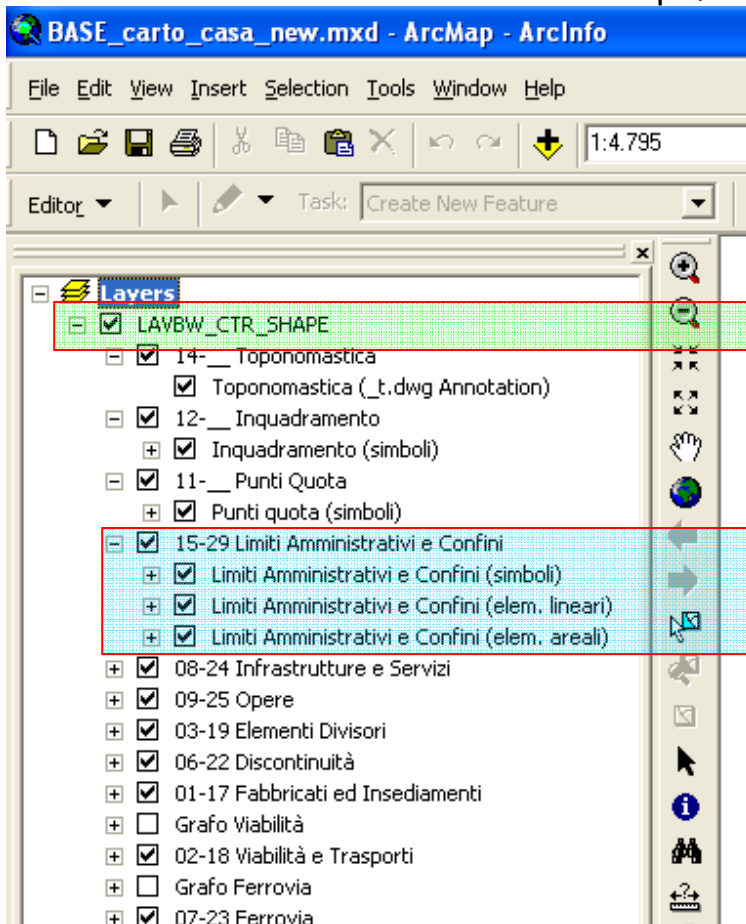 BASE_carto_casa_new.mxd - ArcMap - ArcInfo
File Edit View Insert Selection Tools Window Help
1:4.795
Editor Task: Create New Feature
Layers
LAVBW_CTR_SHAPE
14-__ Toponomastica
Toponomastica (_t.dwg Annotation)
12-__ Inquadramento
Inquadramento (simboli)
11-__ Punti Quota
Punti quota (simboli)
15-29 Limiti Amministrativi e Confini
Limiti Amministrativi e Confini (simboli)
Limiti Amministrativi e Confini (elem. lineari)
Limiti Amministrativi e Confini (elem. areali)
08-24 Infrastrutture e Servizi
09-25 Opere
03-19 Elementi Divisori
06-22 Discontinuità
01-17 Fabbricati ed Insediamenti
Grafo Viabilità
02-18 Viabilità e Trasporti
Grafo Ferrovia
07-23 Ferrovia